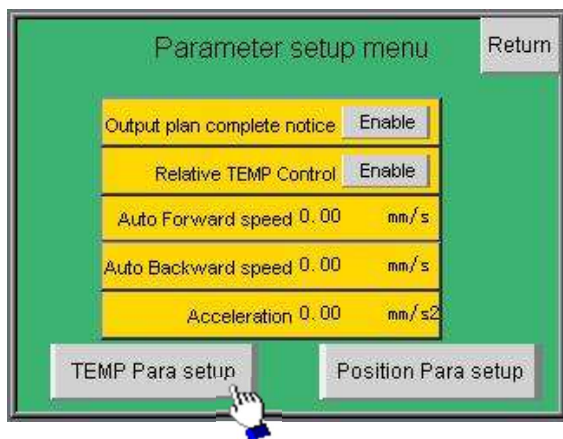 Parameter setup menu Return
Output plan complete notice Enable
Relative TEMP Control Enable
Auto Forward speed 0.00 mm/s
Auto Backward speed 0.00 mm/s
Acceleration 0.00 mm/s2
TEMP Para setup Position Para setup